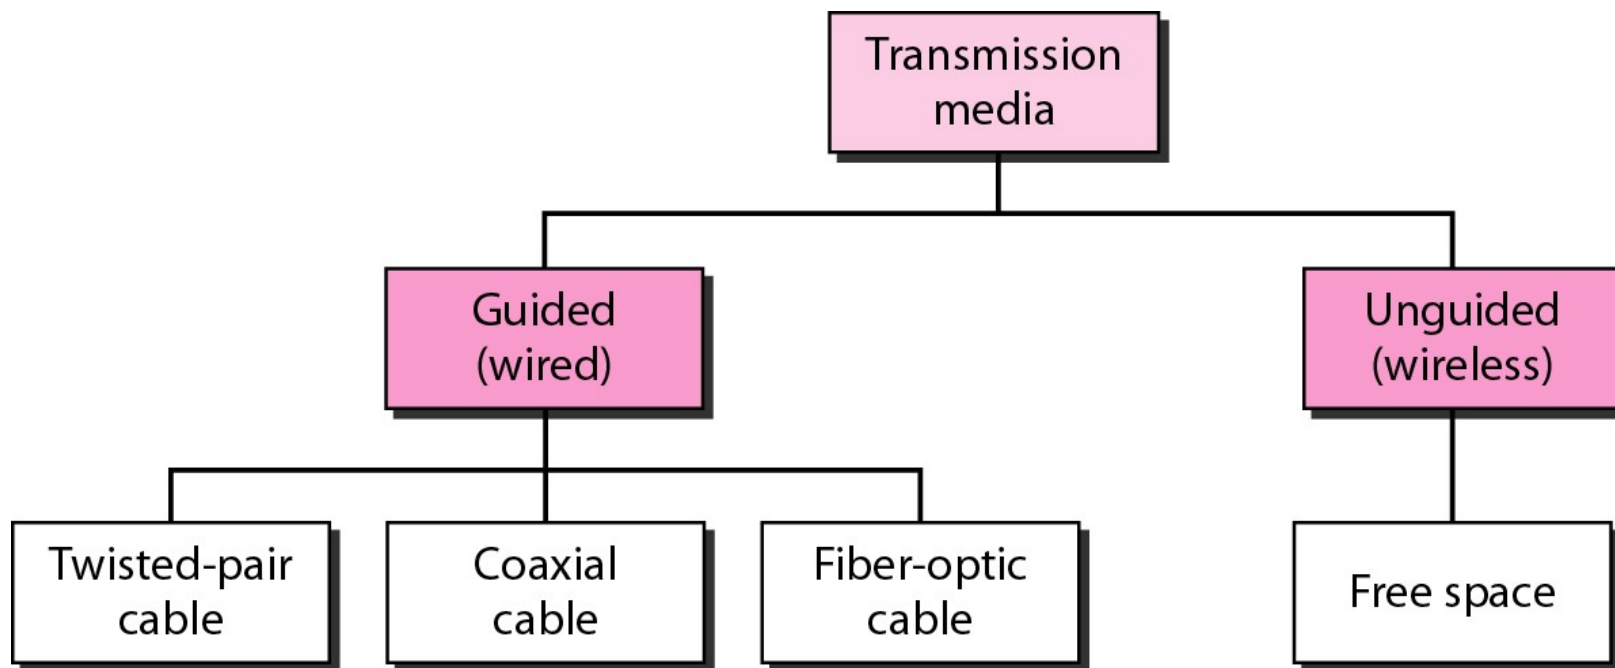 Transmission
media
Guided
(wired)
Unguided
(wireless)
Twisted-pair
cable
Coaxial
cable
Fiber-optic
cable
Free space